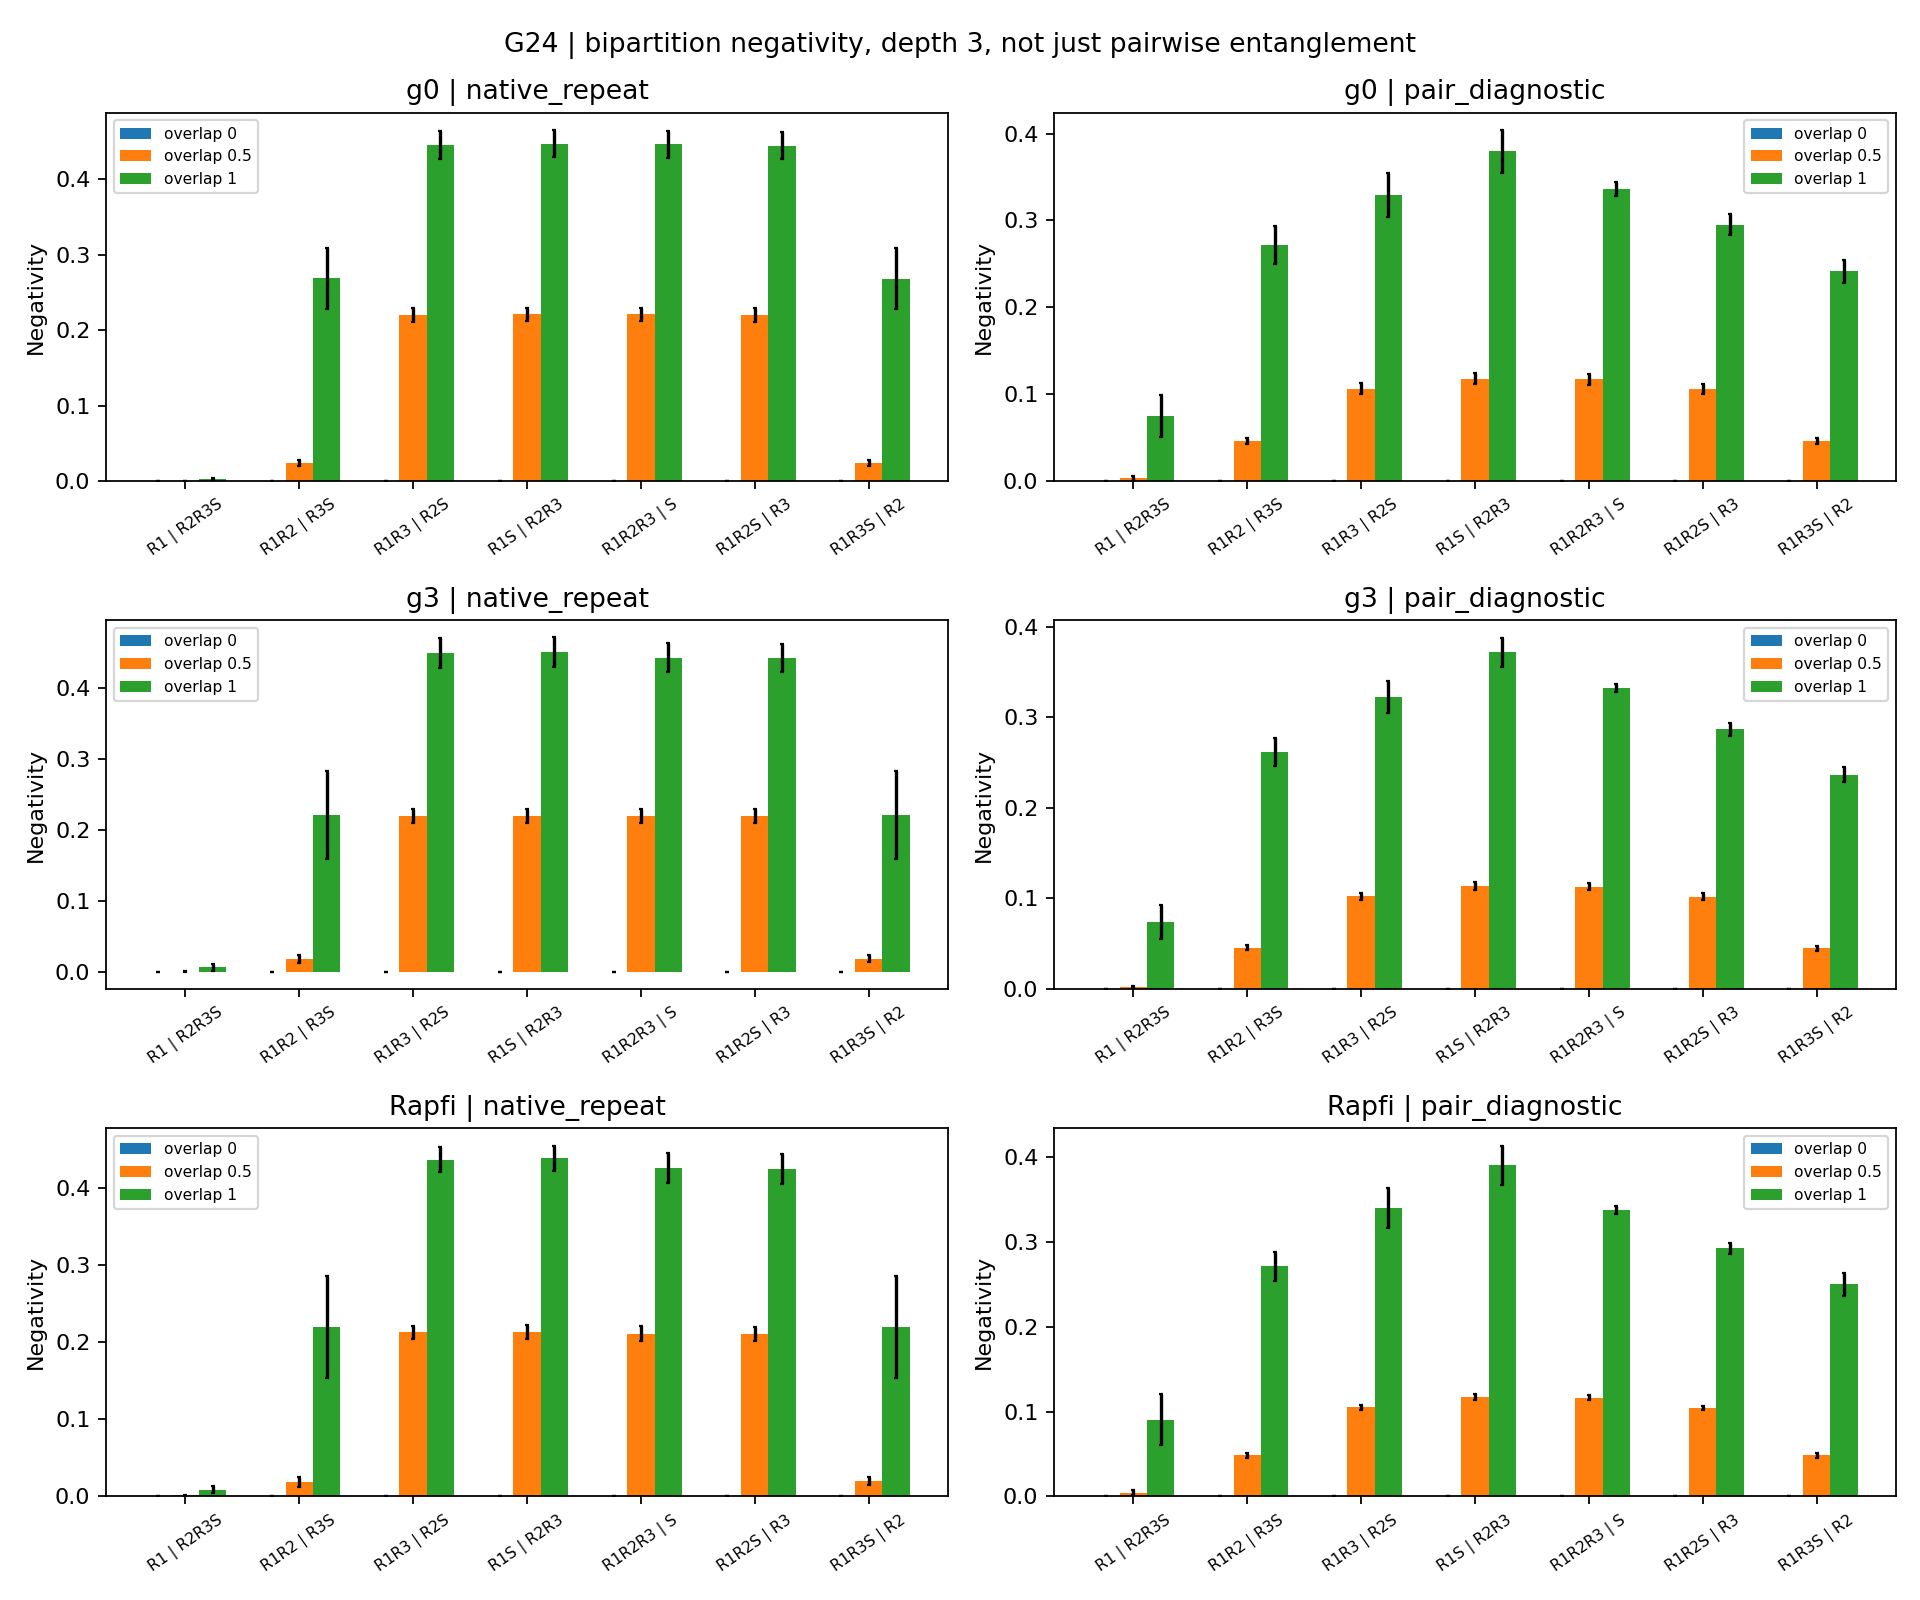 G24 | bipartition negativity, depth 3, not just pairwise entanglement
g0 | native_repeat
overlap 0
overlap 0.5
overlap 1
Negativity
0.4
0.3
0.2
0.1
0.0
R1 | R2R3S
R1R2 | R3S
R1R3 | R2S
R1S | R2R3
R1R2R3 | S
R1R2S | R3
R1R3S | R2
g0 | pair_diagnostic
overlap 0
overlap 0.5
overlap 1
Negativity
0.4
0.3
0.2
0.1
0.0
R1 | R2R3S
R1R2 | R3S
R1R3 | R2S
R1S | R2R3
R1R2R3 | S
R1R2S | R3
R1R3S | R2
g3 | native_repeat
overlap 0
overlap 0.5
overlap 1
Negativity
0.4
0.3
0.2
0.1
0.0
R1 | R2R3S
R1R2 | R3S
R1R3 | R2S
R1S | R2R3
R1R2R3 | S
R1R2S | R3
R1R3S | R2
g3 | pair_diagnostic
overlap 0
overlap 0.5
overlap 1
Negativity
0.4
0.3
0.2
0.1
0.0
R1 | R2R3S
R1R2 | R3S
R1R3 | R2S
R1S | R2R3
R1R2R3 | S
R1R2S | R3
R1R3S | R2
Rapfi | native_repeat
overlap 0
overlap 0.5
overlap 1
Negativity
0.4
0.3
0.2
0.1
0.0
R1 | R2R3S
R1R2 | R3S
R1R3 | R2S
R1S | R2R3
R1R2R3 | S
R1R2S | R3
R1R3S | R2
Rapfi | pair_diagnostic
overlap 0
overlap 0.5
overlap 1
Negativity
0.4
0.3
0.2
0.1
0.0
R1 | R2R3S
R1R2 | R3S
R1R3 | R2S
R1S | R2R3
R1R2R3 | S
R1R2S | R3
R1R3S | R2